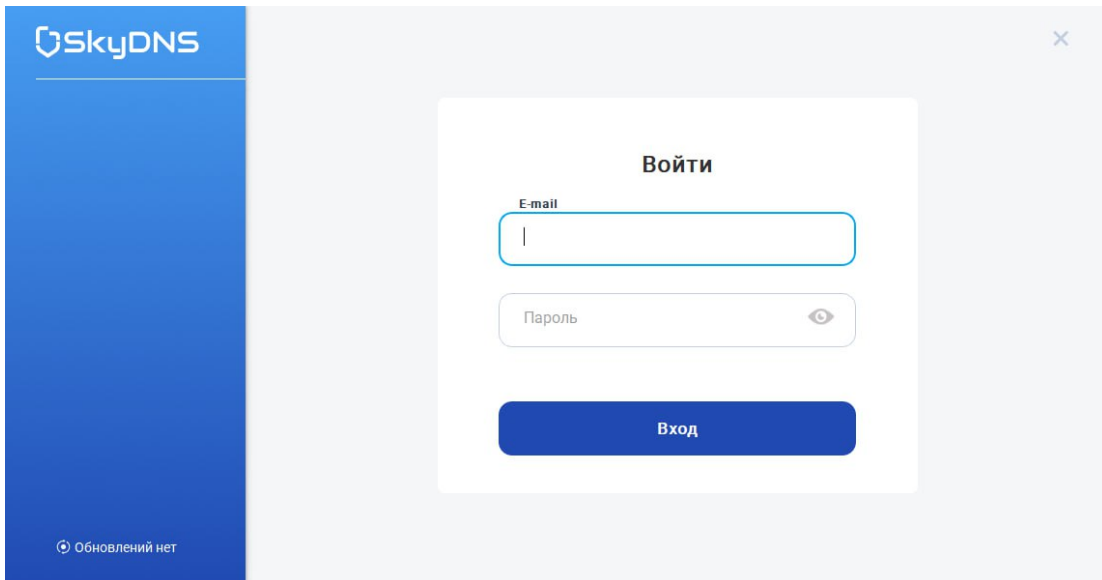 SkyDNS
Войти
E-mail
Пароль
Вход
Обновлений нет